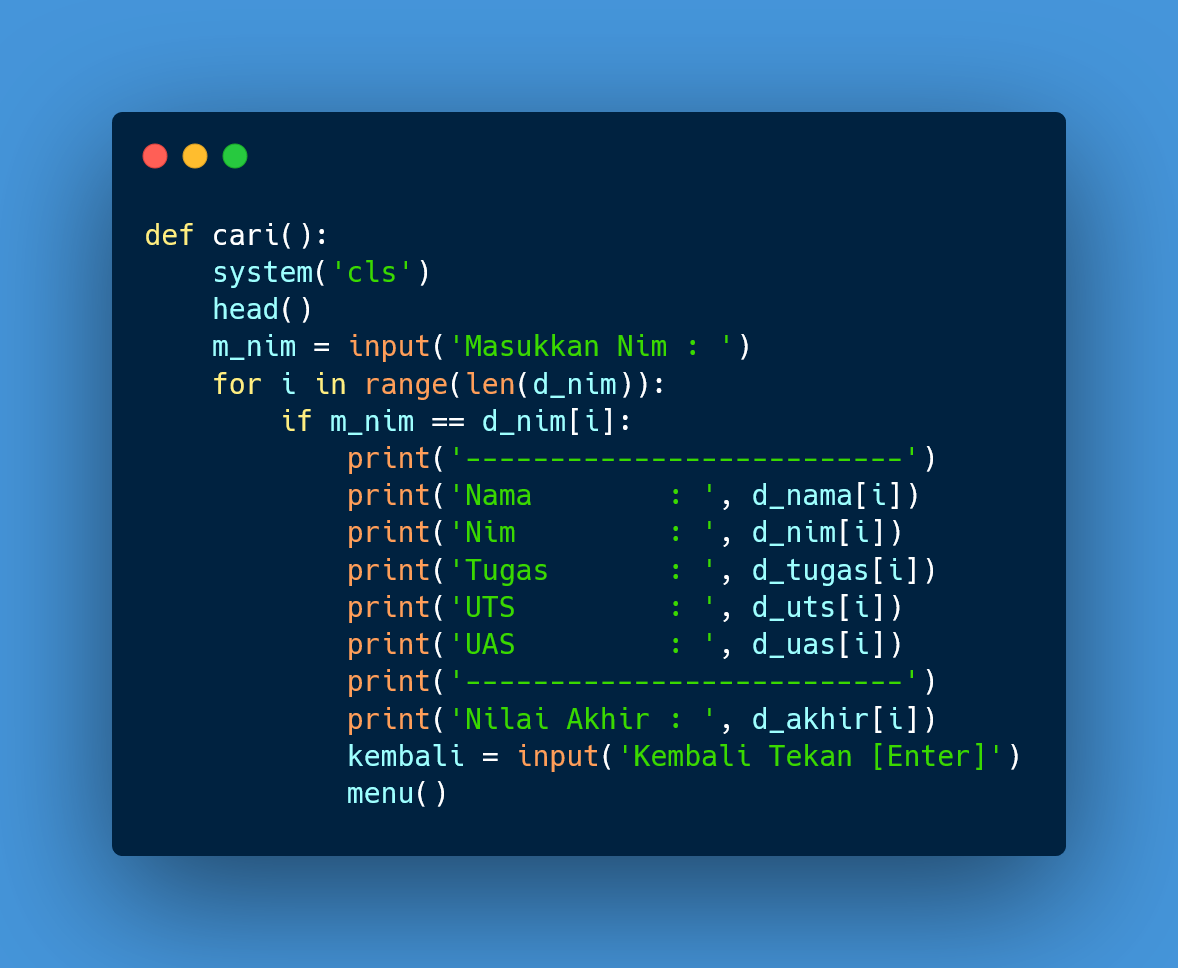 def cari():
    system('cls')
    head()
    m_nim = input('Masukkan Nim : ')
    for i in range(len(d_nim)):
        if m_nim == d_nim[i]:
            print('--------------------------')
            print('Nama        : ', d_nama[i])
            print('Nim         : ', d_nim[i])
            print('Tugas       : ', d_tugas[i])
            print('UTS         : ', d_uts[i])
            print('UAS         : ', d_uas[i])
            print('--------------------------')
            print('Nilai Akhir : ', d_akhir[i])
            kembali = input('Kembali Tekan [Enter]')
            menu()